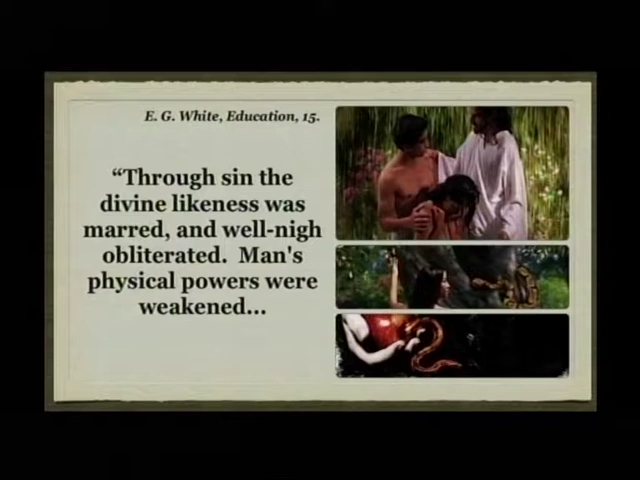 E. G. White, Education, 15.
“Through sin the
divine likeness was
marred, and well-nigh
obliterated.  Man's
physical powers were
weakened...